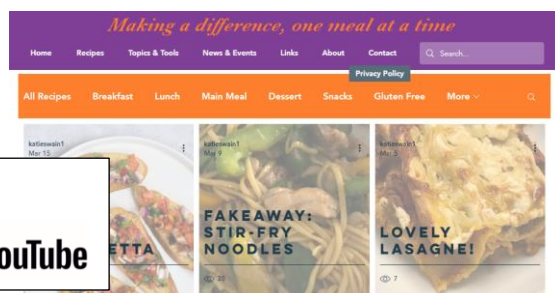 Making a difference, one meal at a time
Home Recipes Topics & Tools News & Events Links About Contact Search...
Privacy Policy
All Recipes Breakfast Lunch Main Meal Dessert Snacks Gluten Free More
katieswain1
Mar 15
katieswain1
Mar 9
katieswain1
Mar 5
ouTube
ETTA
FAKEAWAY:
STIR-FRY
NOODLES
20
LOVELY
LASAGNE!
7